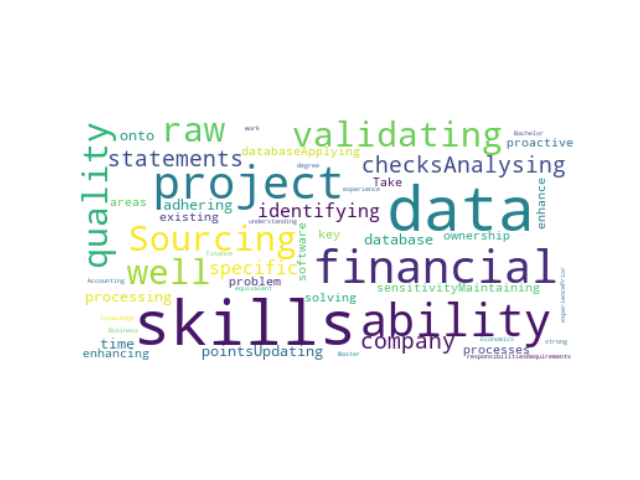 work
Bachelor
onto raw validating proactive
quality
statements databaseApplying checksAnalysing
degree
project Take data enhance
experience
areas adhering identifying
existing understanding
Sourcing key database ownership
software
Finance
well specific financial
Accounting problem equivalent sensitivityMaintaining
processing solving experiencePrior
knowledge
Business skills ability
time company Economics strong
enhancing pointsUpdating Master processes
responsibilitiesRequirements